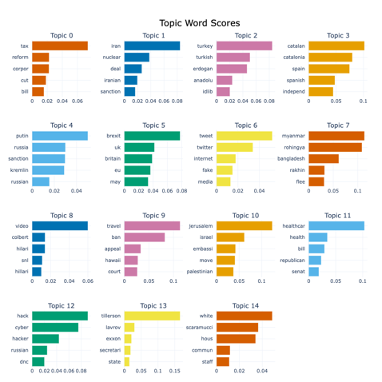 Topic Word Scores
Topic 0 Topic 1 Topic 2 Topic 3
tax iran turkey catalan
reform nuclear turkish catalonia
corpor deal erdogan spain
cut iranian anadolu spanish
bill sanction idlib independ
0 0.02 0.04 0.06 0 0.02 0.04 0.06 0.08 0 0.02 0.04 0.06 0.08 0 0.05 0.1
Topic 4 Topic 5 Topic 6 Topic 7
putin brexit tweet myanmar
russia uk twitter rohingya
sanction britain internet bangladesh
kremlin eu fake rakhin
russian may media flee
0 0.02 0.04 0 0.02 0.04 0.06 0.08 0 0.02 0.04 0 0.05 0.1
Topic 8 Topic 9 Topic 10 Topic 11
video travel jerusalem healthcar
colbert ban israel health
hilari appeal embassi bill
snl hawaii move republican
hillari court palestinian senat
0 0.02 0.04 0.06 0 0.05 0.1 0 0.05 0.1 0 0.05 0.1
Topic 12 Topic 13 Topic 14
hack tillerson white
cyber lavrov scaramucci
hacker exxon hous
russian secretari commun
dnc state staff
0.02 0.04 0.06 0.08 0 0.05 0.1 0.15 0 0.02 0.04